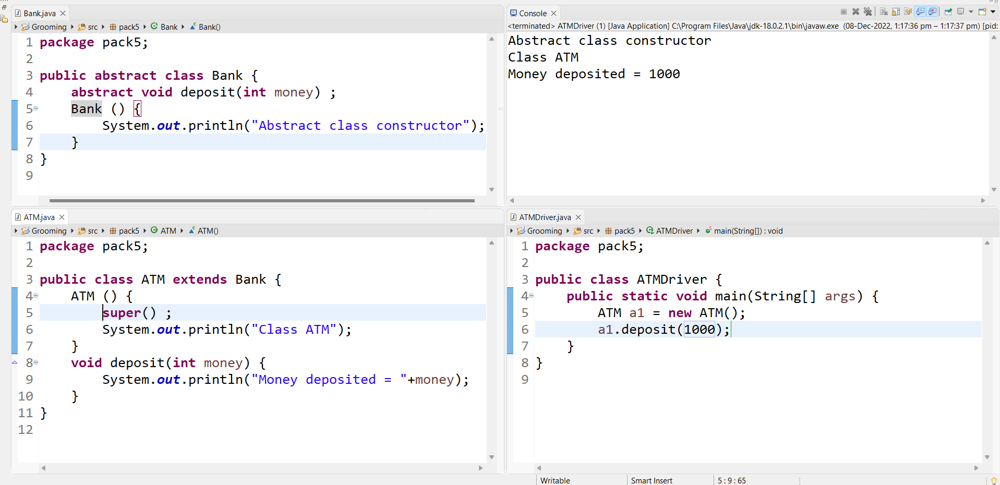 Bank.java
Grooming src pack5 Bank Bank()
1 package pack5;
2
3 public abstract class Bank {
4     abstract void deposit(int money) ;
5     Bank () {
6         System.out.println("Abstract class constructor");
7     }
8 }
9
Console
<terminated> ATMDriver (1) [Java Application] C:\Program Files\Java\jdk-18.0.2.1\bin\javaw.exe (08-Dec-2022, 1:17:36 pm – 1:17:37 pm) [pid:
Abstract class constructor
Class ATM
Money deposited = 1000
ATM.java
Grooming src pack5 ATM ATM()
1 package pack5;
2
3 public class ATM extends Bank {
4     ATM () {
5         super() ;
6         System.out.println("Class ATM");
7     }
8     void deposit(int money) {
9         System.out.println("Money deposited = "+money);
10     }
11 }
12
ATMDriver.java
Grooming src pack5 ATMDriver main(String[]) : void
1 package pack5;
2
3 public class ATMDriver {
4     public static void main(String[] args) {
5         ATM a1 = new ATM();
6         a1.deposit(1000);
7     }
8 }
9
Writable Smart Insert 5 : 9 : 65